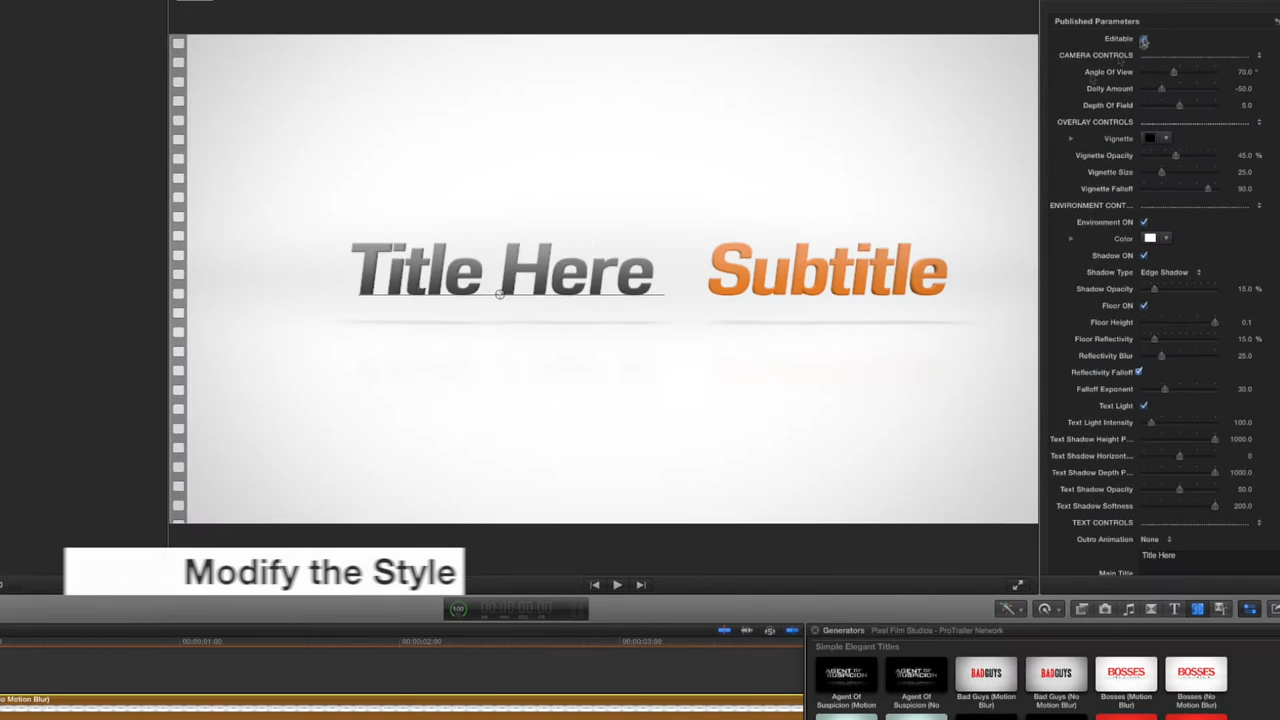 Published Parameters
Editable
CAMERA CONTROLS
Angle Of View 70.0 °
Dolly Amount -50.0
Depth Of Field 5.0
OVERLAY CONTROLS
Vignette
Vignette Opacity 45.0 %
Vignette Size 25.0
Vignette Falloff 90.0
ENVIRONMENT CONT...
Environment ON
Color
Shadow ON
Shadow Type Edge Shadow
Shadow Opacity 15.0 %
Floor ON
Floor Height 0.1
Floor Reflectivity 15.0 %
Reflectivity Blur 25.0
Reflectivity Falloff
Falloff Exponent 30.0
Text Light
Text Light Intensity 100.0
Text Shadow Height P... 1000.0
Text Shadow Horizont... 0
Text Shadow Depth P... 1000.0
Text Shadow Opacity 50.0
Text Shadow Softness 200.0
TEXT CONTROLS
Outro Animation None
Title Here
Main Title
Title Here Subtitle
Modify the Style
100 00:00:00:00
00:00:01:00 00:00:02:00 00:00:03:00
e Motion Blur)
Generators Pixel Film Studios - ProTrailer Network
Simple Elegant Titles
AGENT OF SUSPICION
AGENT OF SUSPICION
BADGUYS
BADGUYS
BOSSES
BOSSES
Agent Of Suspicion (Motion
Agent Of Suspicion (No
Bad Guys (Motion Blur)
Bad Guys (No Motion Blur)
Bosses (Motion Blur)
Bosses (No Motion Blur)